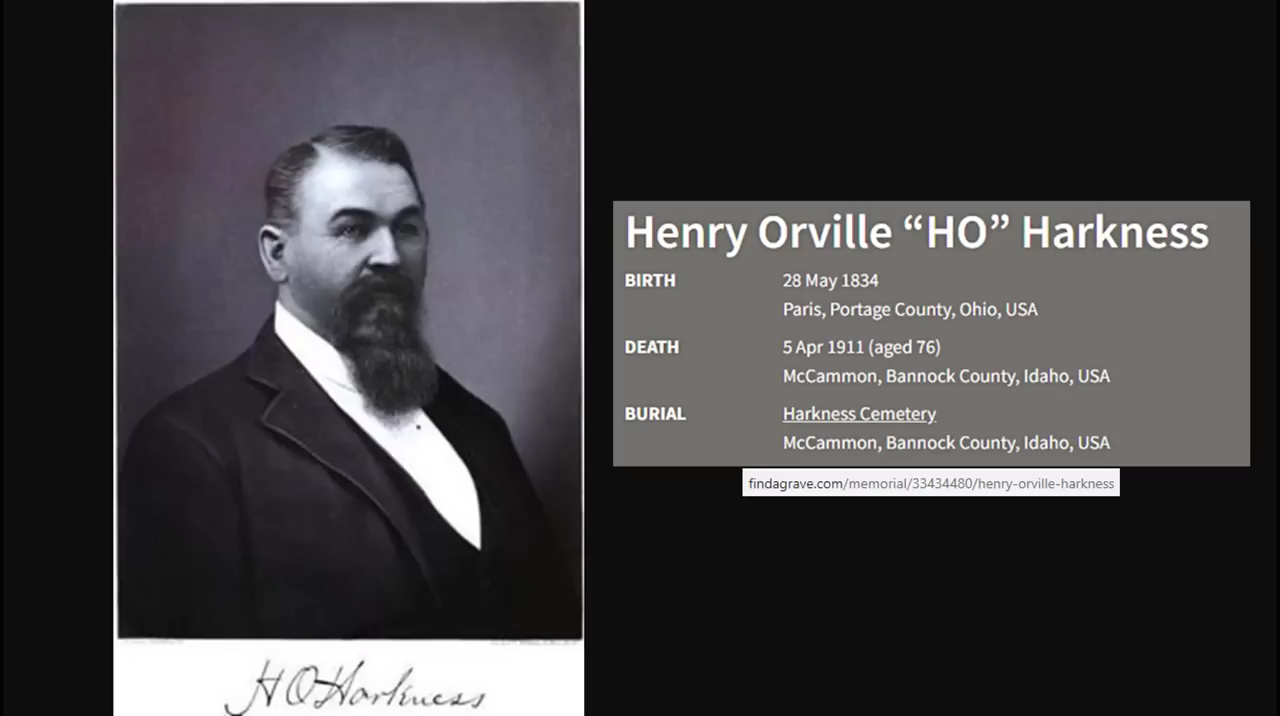 Henry Orville “HO” Harkness
BIRTH 28 May 1834
Paris, Portage County, Ohio, USA
DEATH 5 Apr 1911 (aged 76)
McCammon, Bannock County, Idaho, USA
BURIAL Harkness Cemetery
McCammon, Bannock County, Idaho, USA
findagrave.com/memorial/33434480/henry-orville-harkness
H O Harkness